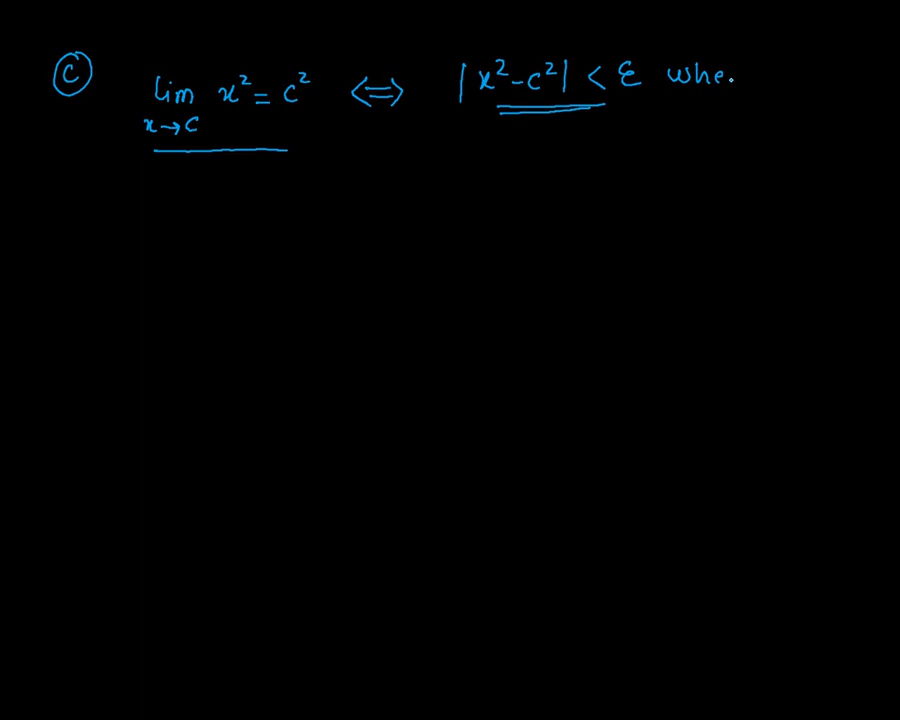 Ⓒ lim x² = c² ⟺ |x² - c²| < ε whe
x→c